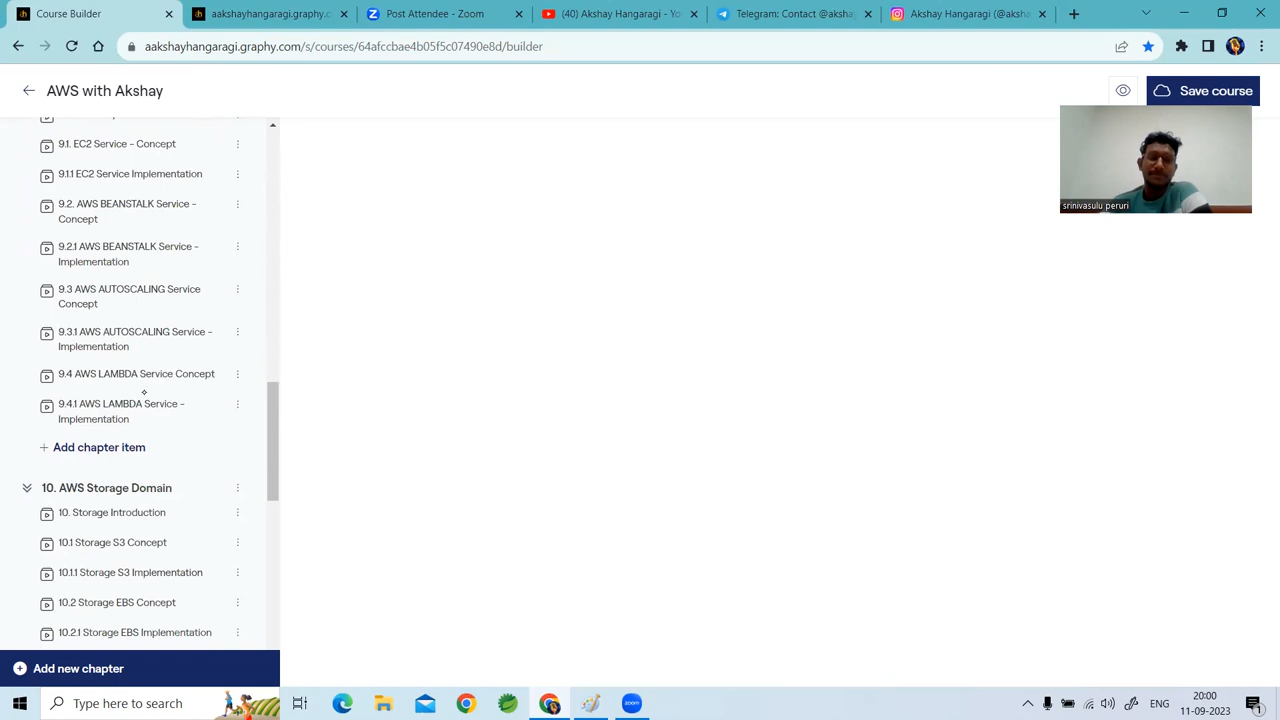 Course Builder
aakshayhangaragi.graphy.c
Post Attendee - Zoom
(40) Akshay Hangaragi - Yo
Telegram: Contact @aksha
Akshay Hangaragi (@aksha
aakshayhangaragi.graphy.com/s/courses/64afccbae4b05f5c07490e8d/builder
AWS with Akshay
Save course
srinivasulu peruri
9.1. EC2 Service - Concept
9.1.1 EC2 Service Implementation
9.2. AWS BEANSTALK Service -
Concept
9.2.1 AWS BEANSTALK Service -
Implementation
9.3 AWS AUTOSCALING Service
Concept
9.3.1 AWS AUTOSCALING Service -
Implementation
9.4 AWS LAMBDA Service Concept
9.4.1 AWS LAMBDA Service -
Implementation
+ Add chapter item
10. AWS Storage Domain
10. Storage Introduction
10.1 Storage S3 Concept
10.1.1 Storage S3 Implementation
10.2 Storage EBS Concept
10.2.1 Storage EBS Implementation
Add new chapter
Type here to search
zoom
ENG
20:00
11-09-2023
1